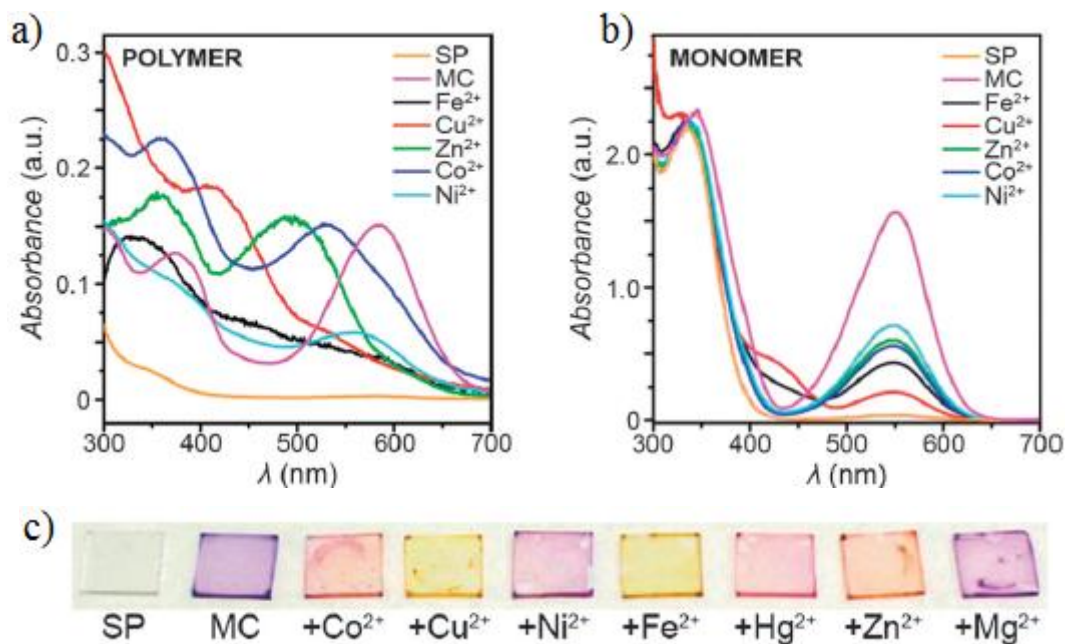 a)
POLYMER
SP
MC
Fe²⁺
Cu²⁺
Zn²⁺
Co²⁺
Ni²⁺
0.3
0.2
0.1
0
Absorbance (a.u.)
300 400 500 600 700
λ (nm)
b)
MONOMER
SP
MC
Fe²⁺
Cu²⁺
Zn²⁺
Co²⁺
Ni²⁺
2.0
1.0
0
Absorbance (a.u.)
300 400 500 600 700
λ (nm)
c)
SP MC +Co²⁺ +Cu²⁺ +Ni²⁺ +Fe²⁺ +Hg²⁺ +Zn²⁺ +Mg²⁺